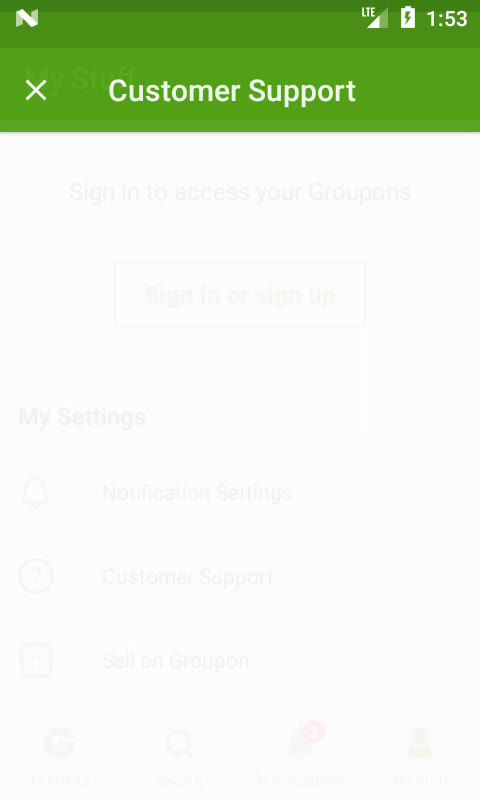 LTE 1:53
My Stuff
Customer Support
Sign in to access your Groupons
Sign in or sign up
My Settings
Notification Settings
? Customer Support
Sell on Groupon
G 3
Featured Search Notifications My Stuff